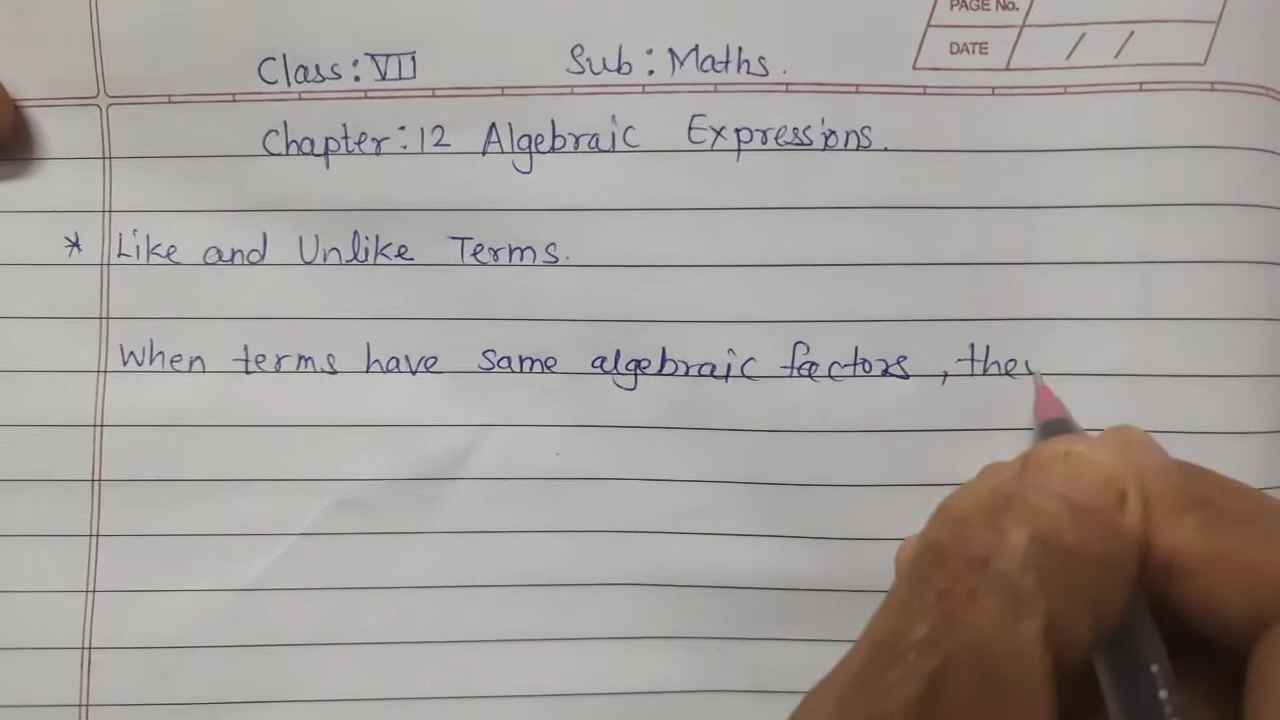 PAGE No.
DATE / /
Class: VII Sub: Maths.
Chapter: 12 Algebraic Expressions.
* Like and Unlike Terms.
When terms have same algebraic factors, they